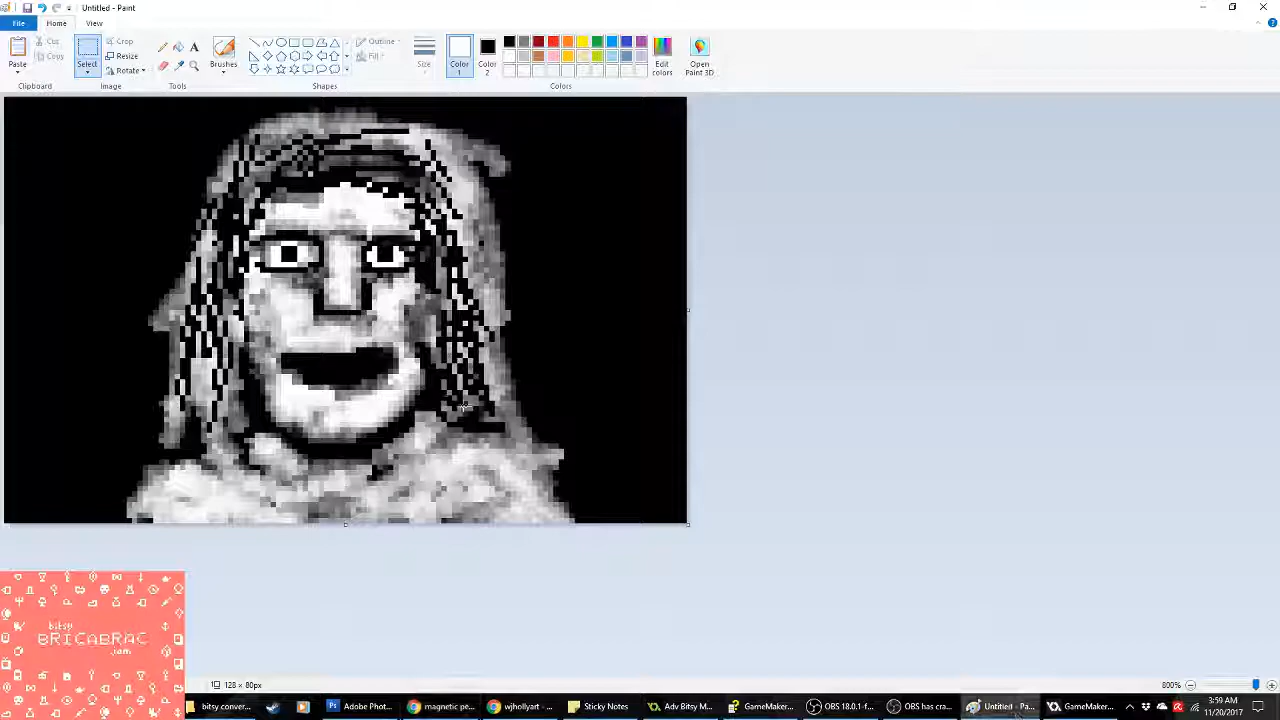 Untitled - Paint
File Home View
Cut
Crop
Outline
Resize
Fill
Paste
Select
Rotate
Brushes
Size
Color
1
Color
2
Edit
colors
Open
Paint 3D
Clipboard
Image
Tools
Shapes
Colors
bitsy
BRICABRAC
jam
128 × 80px
800%
bitsy conver...
Adobe Photo...
magnetic pe...
wjhollyart - ...
Sticky Notes
Adv Bitsy M...
GameMaker...
OBS 18.0.1-f...
OBS has cra...
Untitled - Pa...
GameMaker...
3:59 AM
11/20/2017